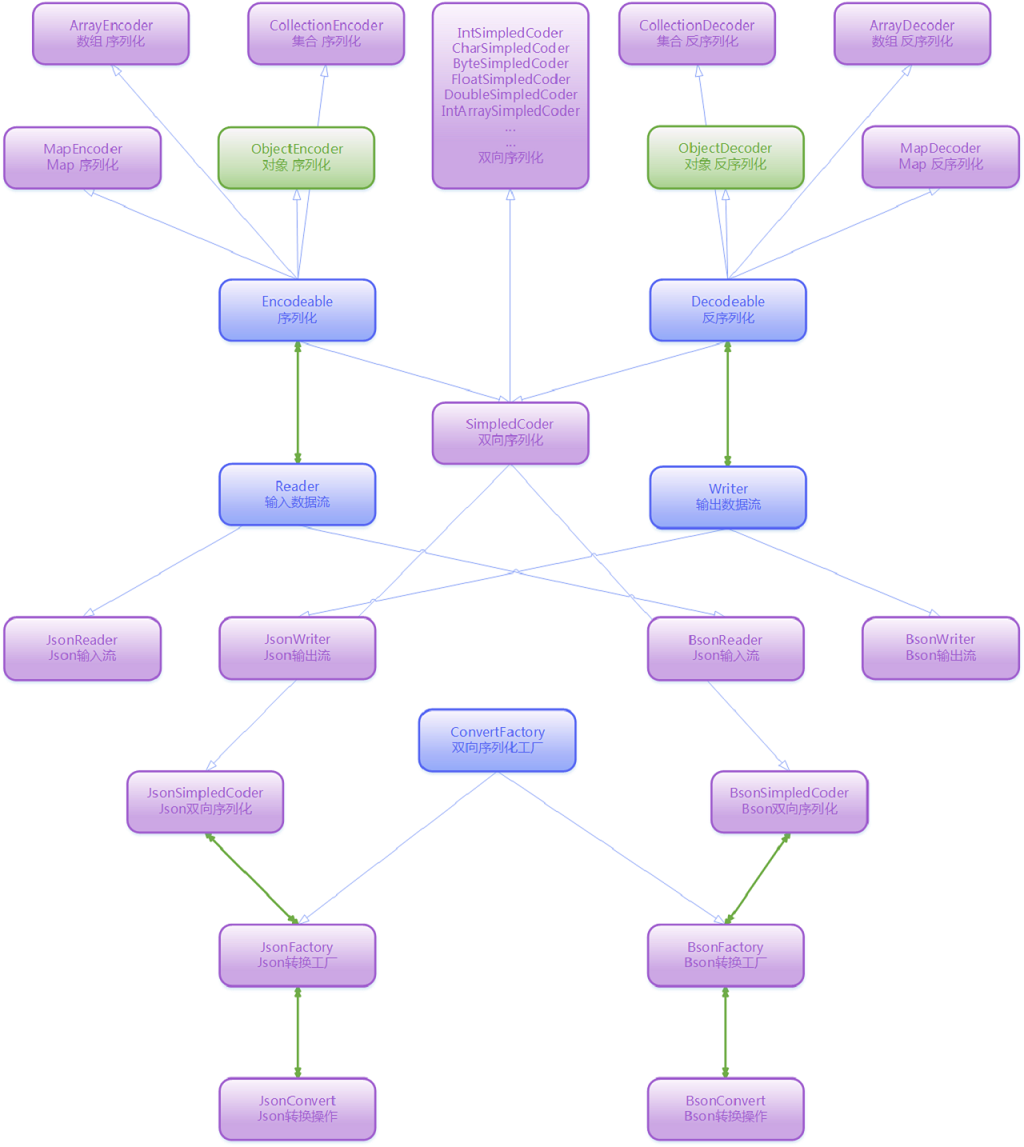 ArrayEncoder
数组 序列化
CollectionEncoder
集合 序列化
IntSimpledCoder
CharSimpledCoder
ByteSimpledCoder
FloatSimpledCoder
DoubleSimpledCoder
IntArraySimpledCoder
...
...
双向序列化
CollectionDecoder
集合 反序列化
ArrayDecoder
数组 反序列化
MapEncoder
Map 序列化
ObjectEncoder
对象 序列化
ObjectDecoder
对象 反序列化
MapDecoder
Map 反序列化
Encodeable
序列化
Decodeable
反序列化
SimpledCoder
双向序列化
Reader
输入数据流
Writer
输出数据流
JsonReader
Json输入流
JsonWriter
Json输出流
BsonReader
Json输入流
BsonWriter
Bson输出流
ConvertFactory
双向序列化工厂
JsonSimpledCoder
Json双向序列化
BsonSimpledCoder
Bson双向序列化
JsonFactory
Json转换工厂
BsonFactory
Bson转换工厂
JsonConvert
Json转换操作
BsonConvert
Bson转换操作